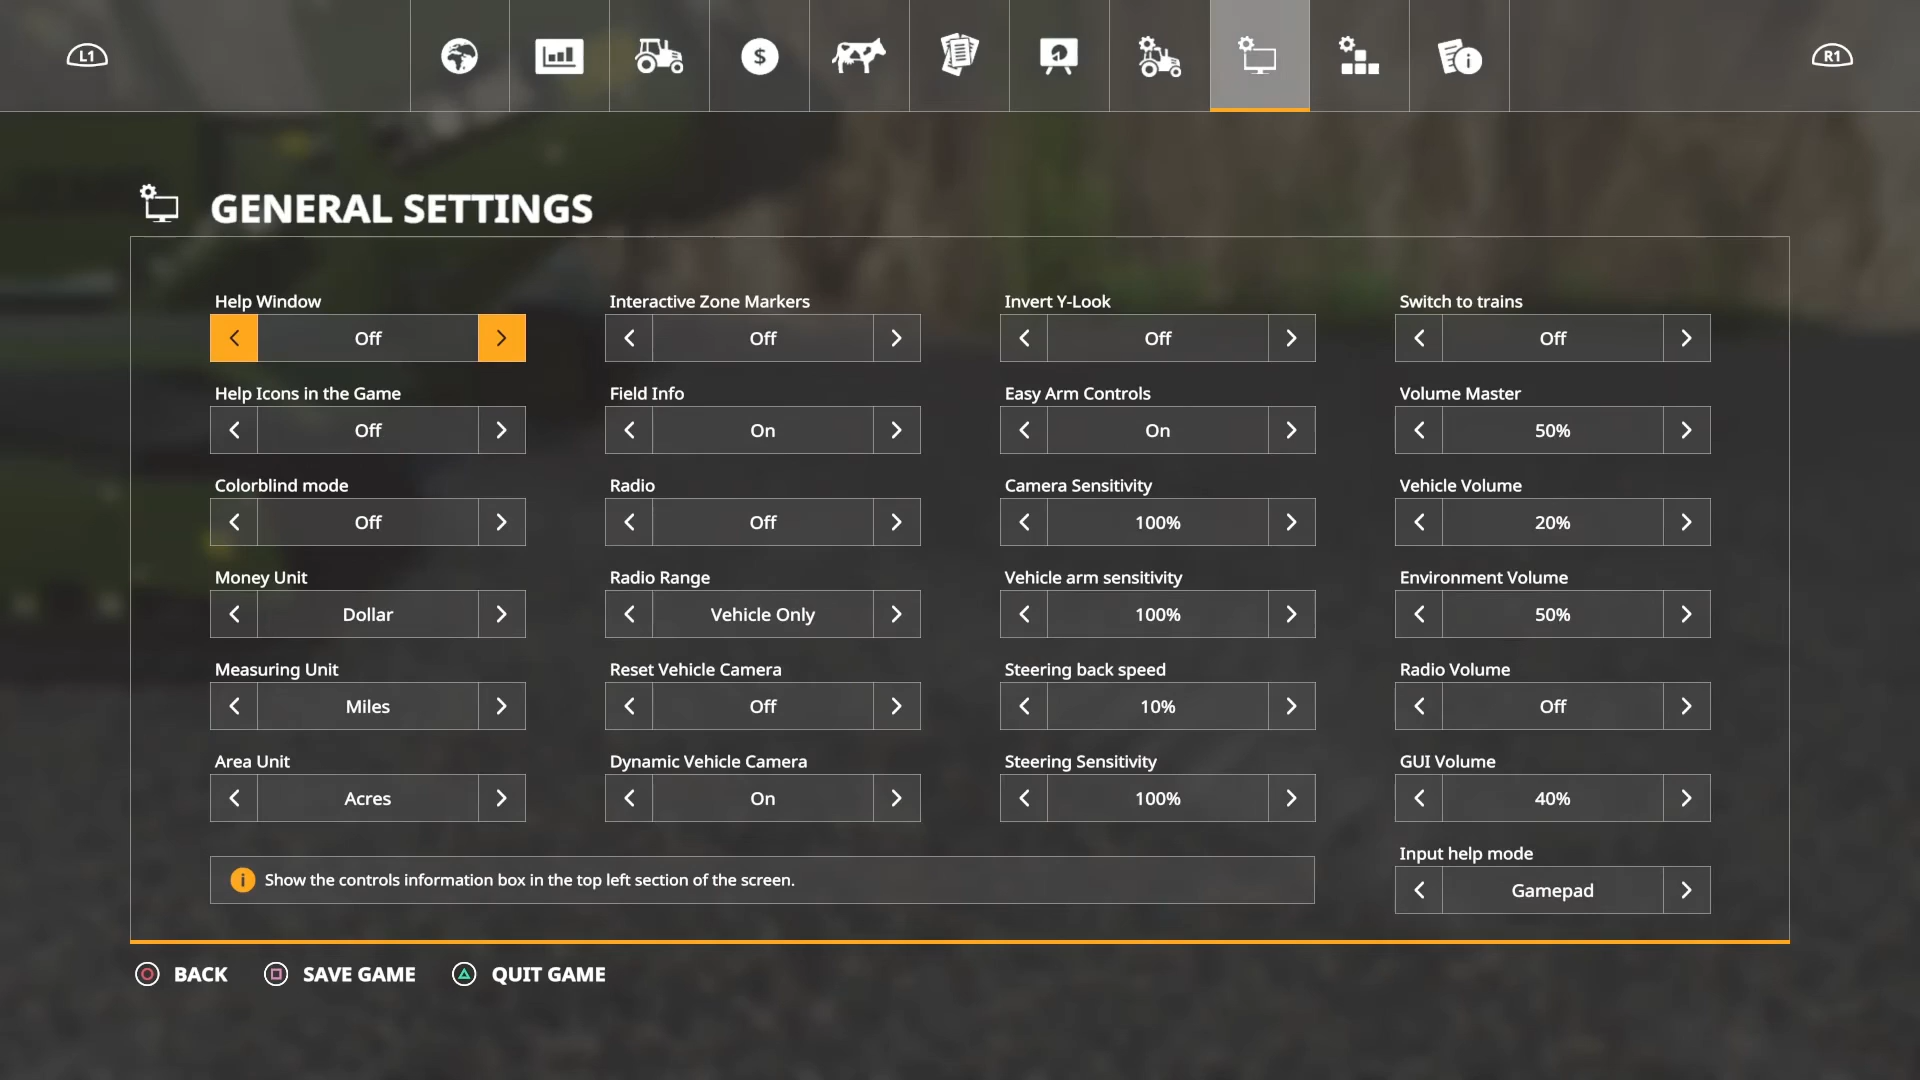 L1
$
R1
GENERAL SETTINGS
Help Window
Off
Help Icons in the Game
Off
Colorblind mode
Off
Money Unit
Dollar
Measuring Unit
Miles
Area Unit
Acres
Interactive Zone Markers
Off
Field Info
On
Radio
Off
Radio Range
Vehicle Only
Reset Vehicle Camera
Off
Dynamic Vehicle Camera
On
Invert Y-Look
Off
Easy Arm Controls
On
Camera Sensitivity
100%
Vehicle arm sensitivity
100%
Steering back speed
10%
Steering Sensitivity
100%
Switch to trains
Off
Volume Master
50%
Vehicle Volume
20%
Environment Volume
50%
Radio Volume
Off
GUI Volume
40%
Input help mode
Gamepad
i Show the controls information box in the top left section of the screen.
BACK SAVE GAME QUIT GAME